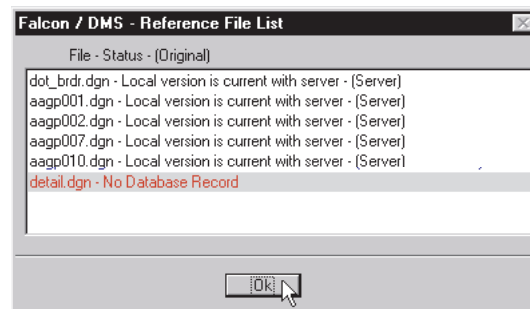 Falcon / DMS - Reference File List
File - Status - (Original)
dot_brdr.dgn - Local version is current with server - (Server)
aagp001.dgn - Local version is current with server - (Server)
aagp002.dgn - Local version is current with server - (Server)
aagp007.dgn - Local version is current with server - (Server)
aagp010.dgn - Local version is current with server - (Server)
detail.dgn - No Database Record
Ok